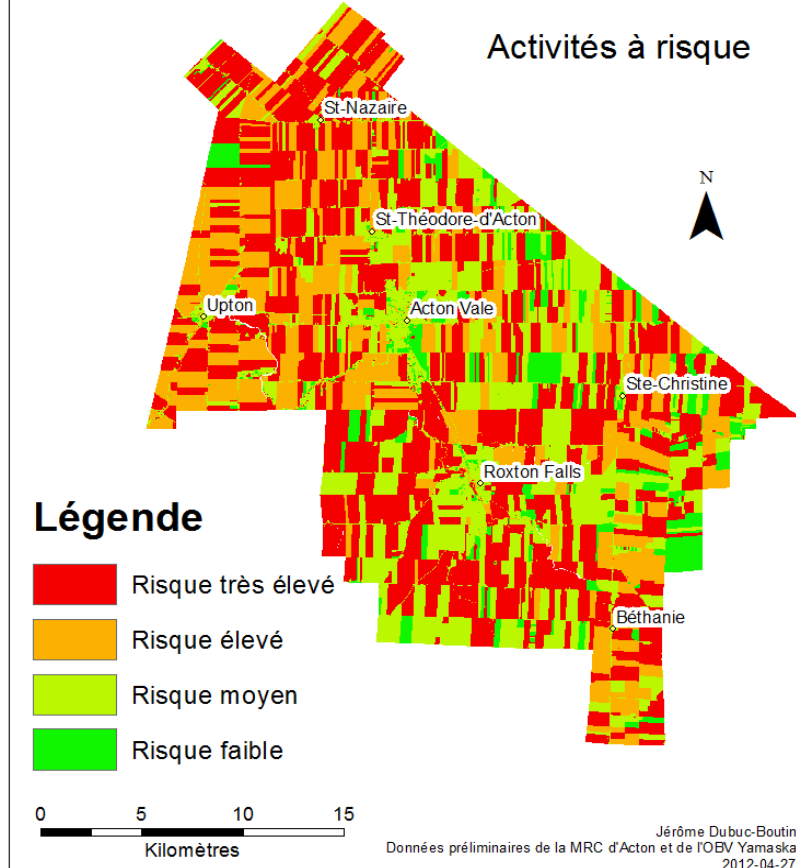 Activités à risque
St-Nazaire
N
St-Théodore-d'Acton
Upton
Acton Vale
Ste-Christine
Roxton Falls
Légende
Risque très élevé
Risque élevé
Béthanie
Risque moyen
Risque faible
0 5 10 15
Kilomètres
Jérôme Dubuc-Boutin
Données préliminaires de la MRC d'Acton et de l'OBV Yamaska
2012-04-27